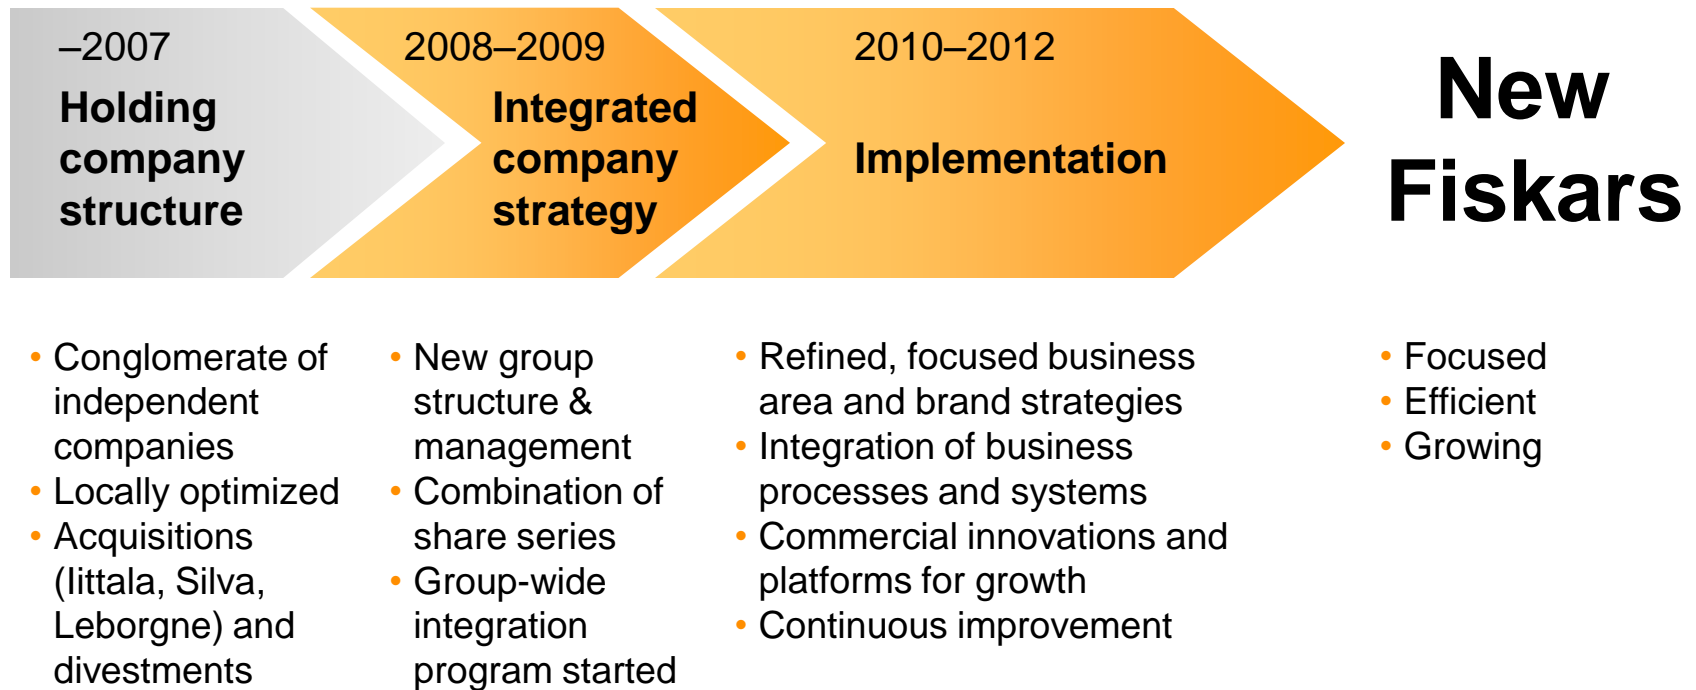 –2007
Holding
company
structure
2008–2009
Integrated
company
strategy
2010–2012
Implementation
New
Fiskars
• Conglomerate of
independent
companies
• Locally optimized
• Acquisitions
(Iittala, Silva,
Leborgne) and
divestments
• New group
structure &
management
• Combination of
share series
• Group-wide
integration
program started
• Refined, focused business
area and brand strategies
• Integration of business
processes and systems
• Commercial innovations and
platforms for growth
• Continuous improvement
• Focused
• Efficient
• Growing